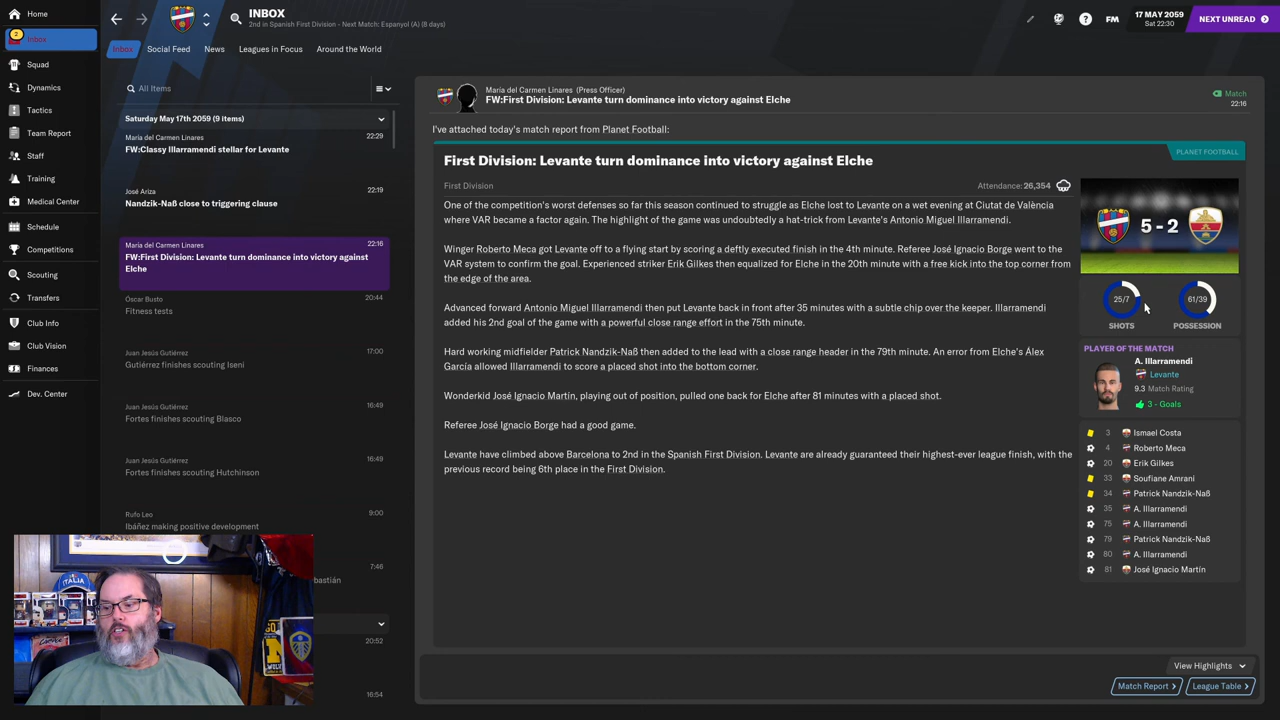 Home
INBOX
2nd in Spanish First Division - Next Match: Espanyol (A) (8 days)
FM
17 MAY 2059
Sat 22:30
NEXT UNREAD
2
Inbox
Squad
Dynamics
Tactics
Team Report
Staff
Training
Medical Center
Schedule
Competitions
Scouting
Transfers
Club Info
Club Vision
Finances
Dev. Center
Inbox
Social Feed
News
Leagues in Focus
Around the World
All Items
Saturday May 17th 2059 (9 items)
María del Carmen Linares
22:29
FW:Classy Illarramendi stellar for Levante
José Ariza
22:19
Nandzik-Naß close to triggering clause
María del Carmen Linares
22:16
FW:First Division: Levante turn dominance into victory against
Elche
Óscar Busto
20:44
Fitness tests
Juan Jesús Gutiérrez
17:00
Gutiérrez finishes scouting Iseni
Juan Jesús Gutiérrez
16:49
Fortes finishes scouting Blasco
Juan Jesús Gutiérrez
16:49
Fortes finishes scouting Hutchinson
Rufo Leo
9:00
Ibáñez making positive development
7:46
ebastián
20:52
16:54
ITALIA
María del Carmen Linares (Press Officer)
FW:First Division: Levante turn dominance into victory against Elche
Match
22:16
I've attached today's match report from Planet Football:
First Division: Levante turn dominance into victory against Elche
PLANET FOOTBALL
First Division
Attendance: 26,354
One of the competition's worst defenses so far this season continued to struggle as Elche lost to Levante on a wet evening at Ciutat de València
where VAR became a factor again. The highlight of the game was undoubtedly a hat-trick from Levante's Antonio Miguel Illarramendi.
Winger Roberto Meca got Levante off to a flying start by scoring a deftly executed finish in the 4th minute. Referee José Ignacio Borge went to the
VAR system to confirm the goal. Experienced striker Erik Gilkes then equalized for Elche in the 20th minute with a free kick into the top corner from
the edge of the area.
Advanced forward Antonio Miguel Illarramendi then put Levante back in front after 35 minutes with a subtle chip over the keeper. Illarramendi
added his 2nd goal of the game with a powerful close range effort in the 75th minute.
Hard working midfielder Patrick Nandzik-Naß then added to the lead with a close range header in the 79th minute. An error from Elche's Álex
García allowed Illarramendi to score a placed shot into the bottom corner.
Wonderkid José Ignacio Martín, playing out of position, pulled one back for Elche after 81 minutes with a placed shot.
Referee José Ignacio Borge had a good game.
Levante have climbed above Barcelona to 2nd in the Spanish First Division. Levante are already guaranteed their highest-ever league finish, with the
previous record being 6th place in the First Division.
5 - 2
25/7
61/39
SHOTS
POSSESSION
PLAYER OF THE MATCH
A. Illarramendi
Levante
9.3 Match Rating
3 - Goals
3 Ismael Costa
4 Roberto Meca
20 Erik Gilkes
33 Soufiane Amrani
34 Patrick Nandzik-Naß
35 A. Illarramendi
75 A. Illarramendi
79 Patrick Nandzik-Naß
80 A. Illarramendi
81 José Ignacio Martín
View Highlights
Match Report
League Table